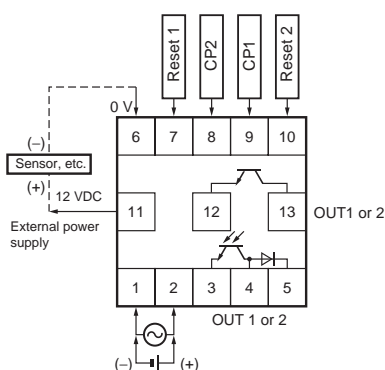 Reset 1
CP2
CP1
Reset 2
0 V
6 7 8 9 10
(−)
Sensor, etc.
(+)
12 VDC
11 12 13
OUT1 or 2
External power
supply
1 2 3 4 5
OUT 1 or 2
(−) (+)